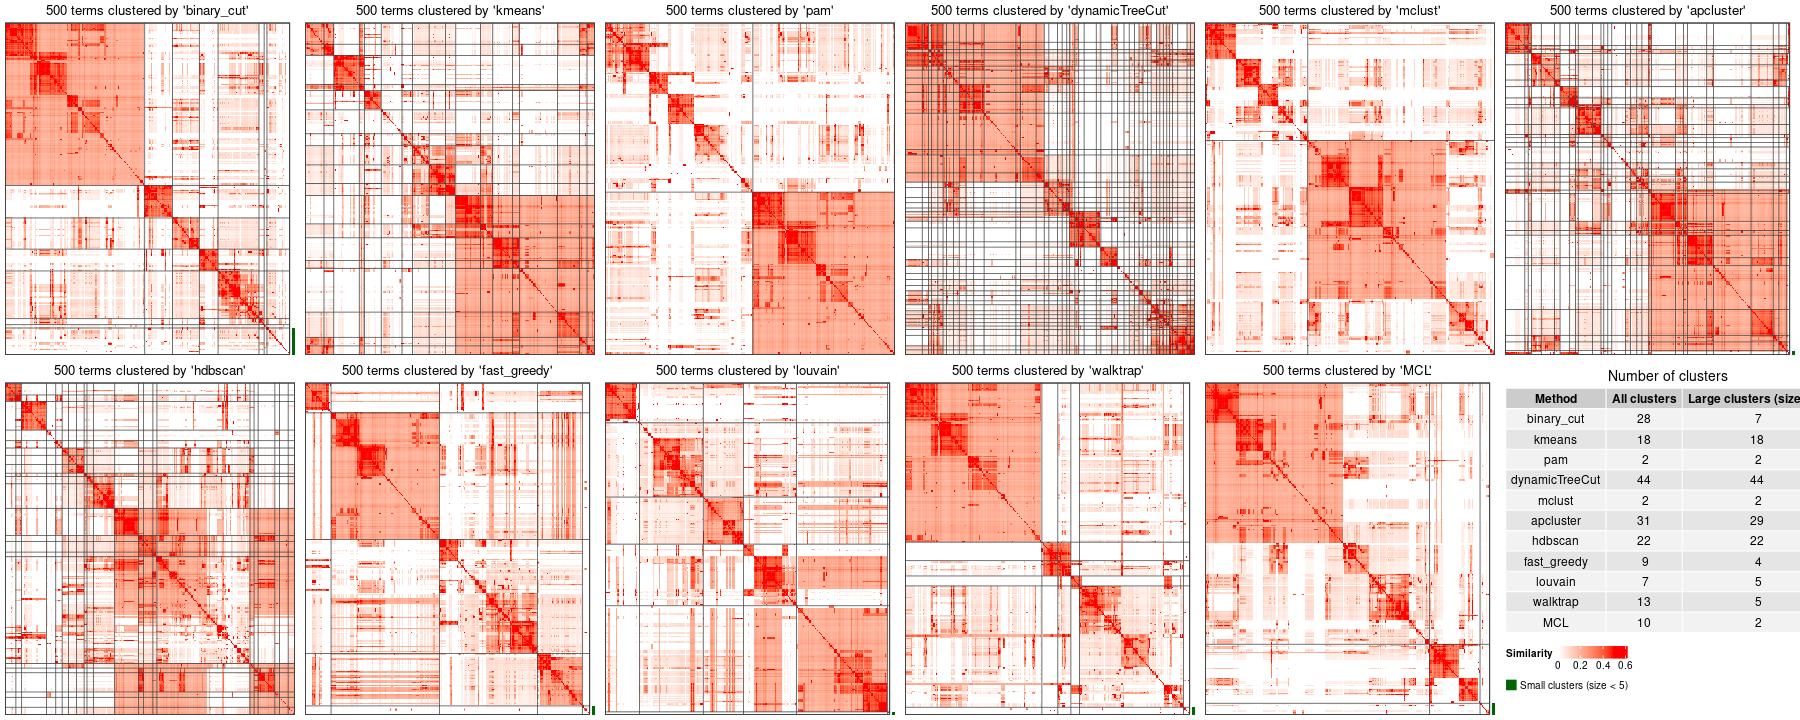 500 terms clustered by 'binary_cut'
500 terms clustered by 'kmeans'
500 terms clustered by 'pam'
500 terms clustered by 'dynamicTreeCut'
500 terms clustered by 'mclust'
500 terms clustered by 'apcluster'
500 terms clustered by 'hdbscan'
500 terms clustered by 'fast_greedy'
500 terms clustered by 'louvain'
500 terms clustered by 'walktrap'
500 terms clustered by 'MCL'
Number of clusters
Method All clusters Large clusters (size
binary_cut 28 7
kmeans 18 18
pam 2 2
dynamicTreeCut 44 44
mclust 2 2
apcluster 31 29
hdbscan 22 22
fast_greedy 9 4
louvain 7 5
walktrap 13 5
MCL 10 2
Similarity
0 0.2 0.4 0.6
Small clusters (size < 5)